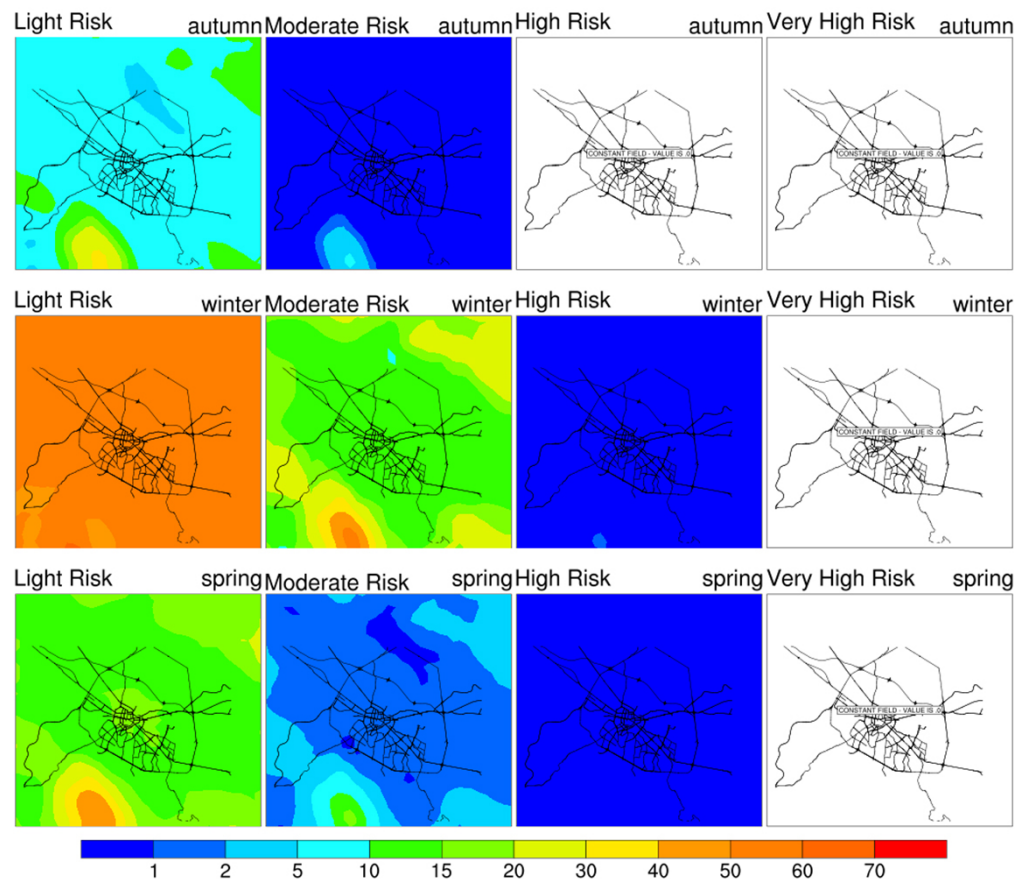 Light Risk autumn Moderate Risk autumn High Risk autumn Very High Risk autumn
CONSTANT FIELD - VALUE IS .0 CONSTANT FIELD - VALUE IS .0
Light Risk winter Moderate Risk winter High Risk winter Very High Risk winter
CONSTANT FIELD - VALUE IS .0
Light Risk spring Moderate Risk spring High Risk spring Very High Risk spring
CONSTANT FIELD - VALUE IS .0
1 2 5 10 15 20 30 40 50 60 70